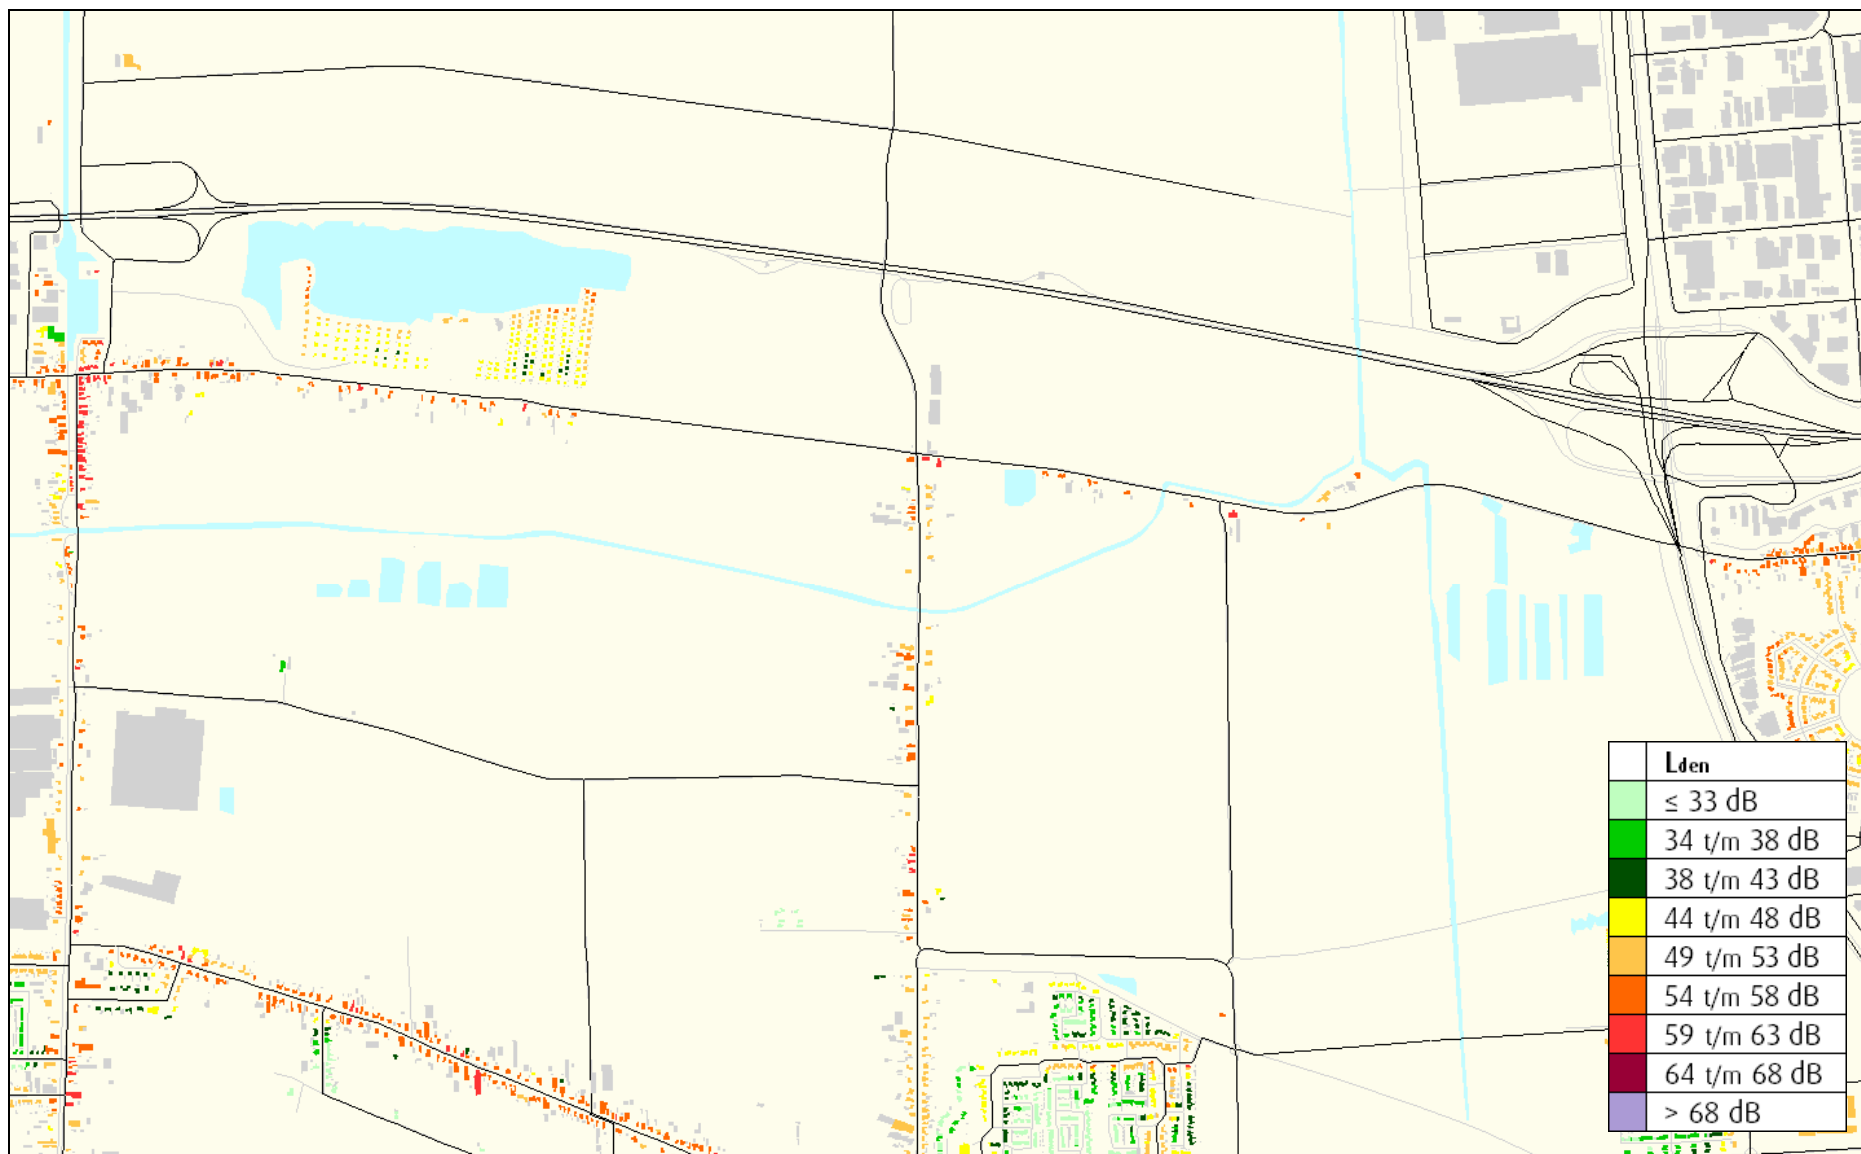 Lden
≤ 33 dB
34 t/m 38 dB
38 t/m 43 dB
44 t/m 48 dB
49 t/m 53 dB
54 t/m 58 dB
59 t/m 63 dB
64 t/m 68 dB
> 68 dB